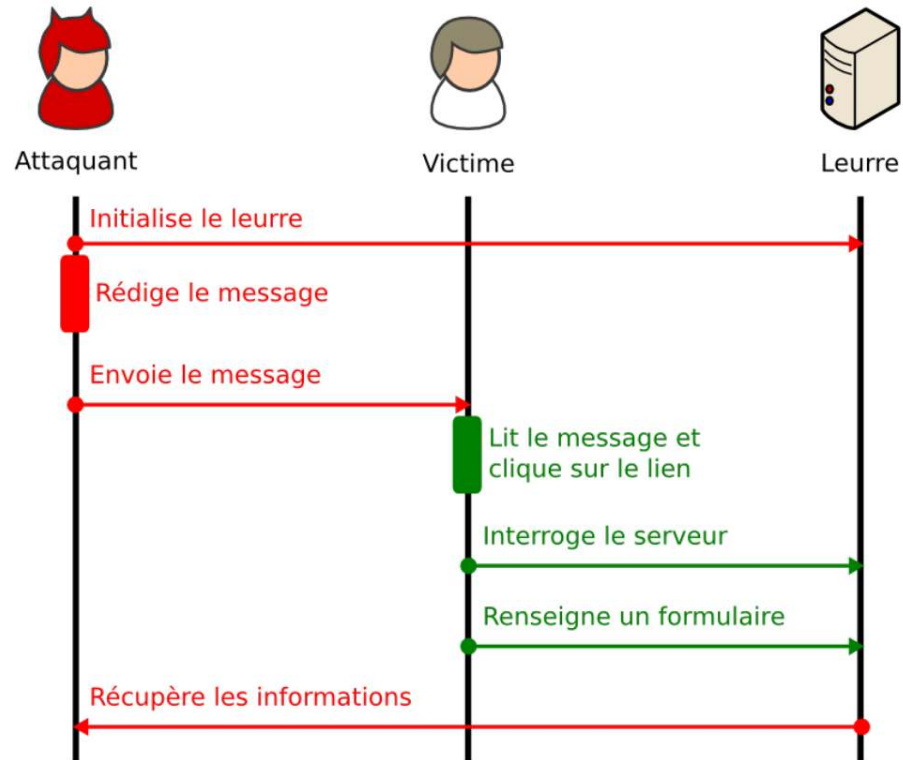 Attaquant
Victime
Leurre
Initialise le leurre
Rédige le message
Envoie le message
Lit le message et
clique sur le lien
Interroge le serveur
Renseigne un formulaire
Récupère les informations